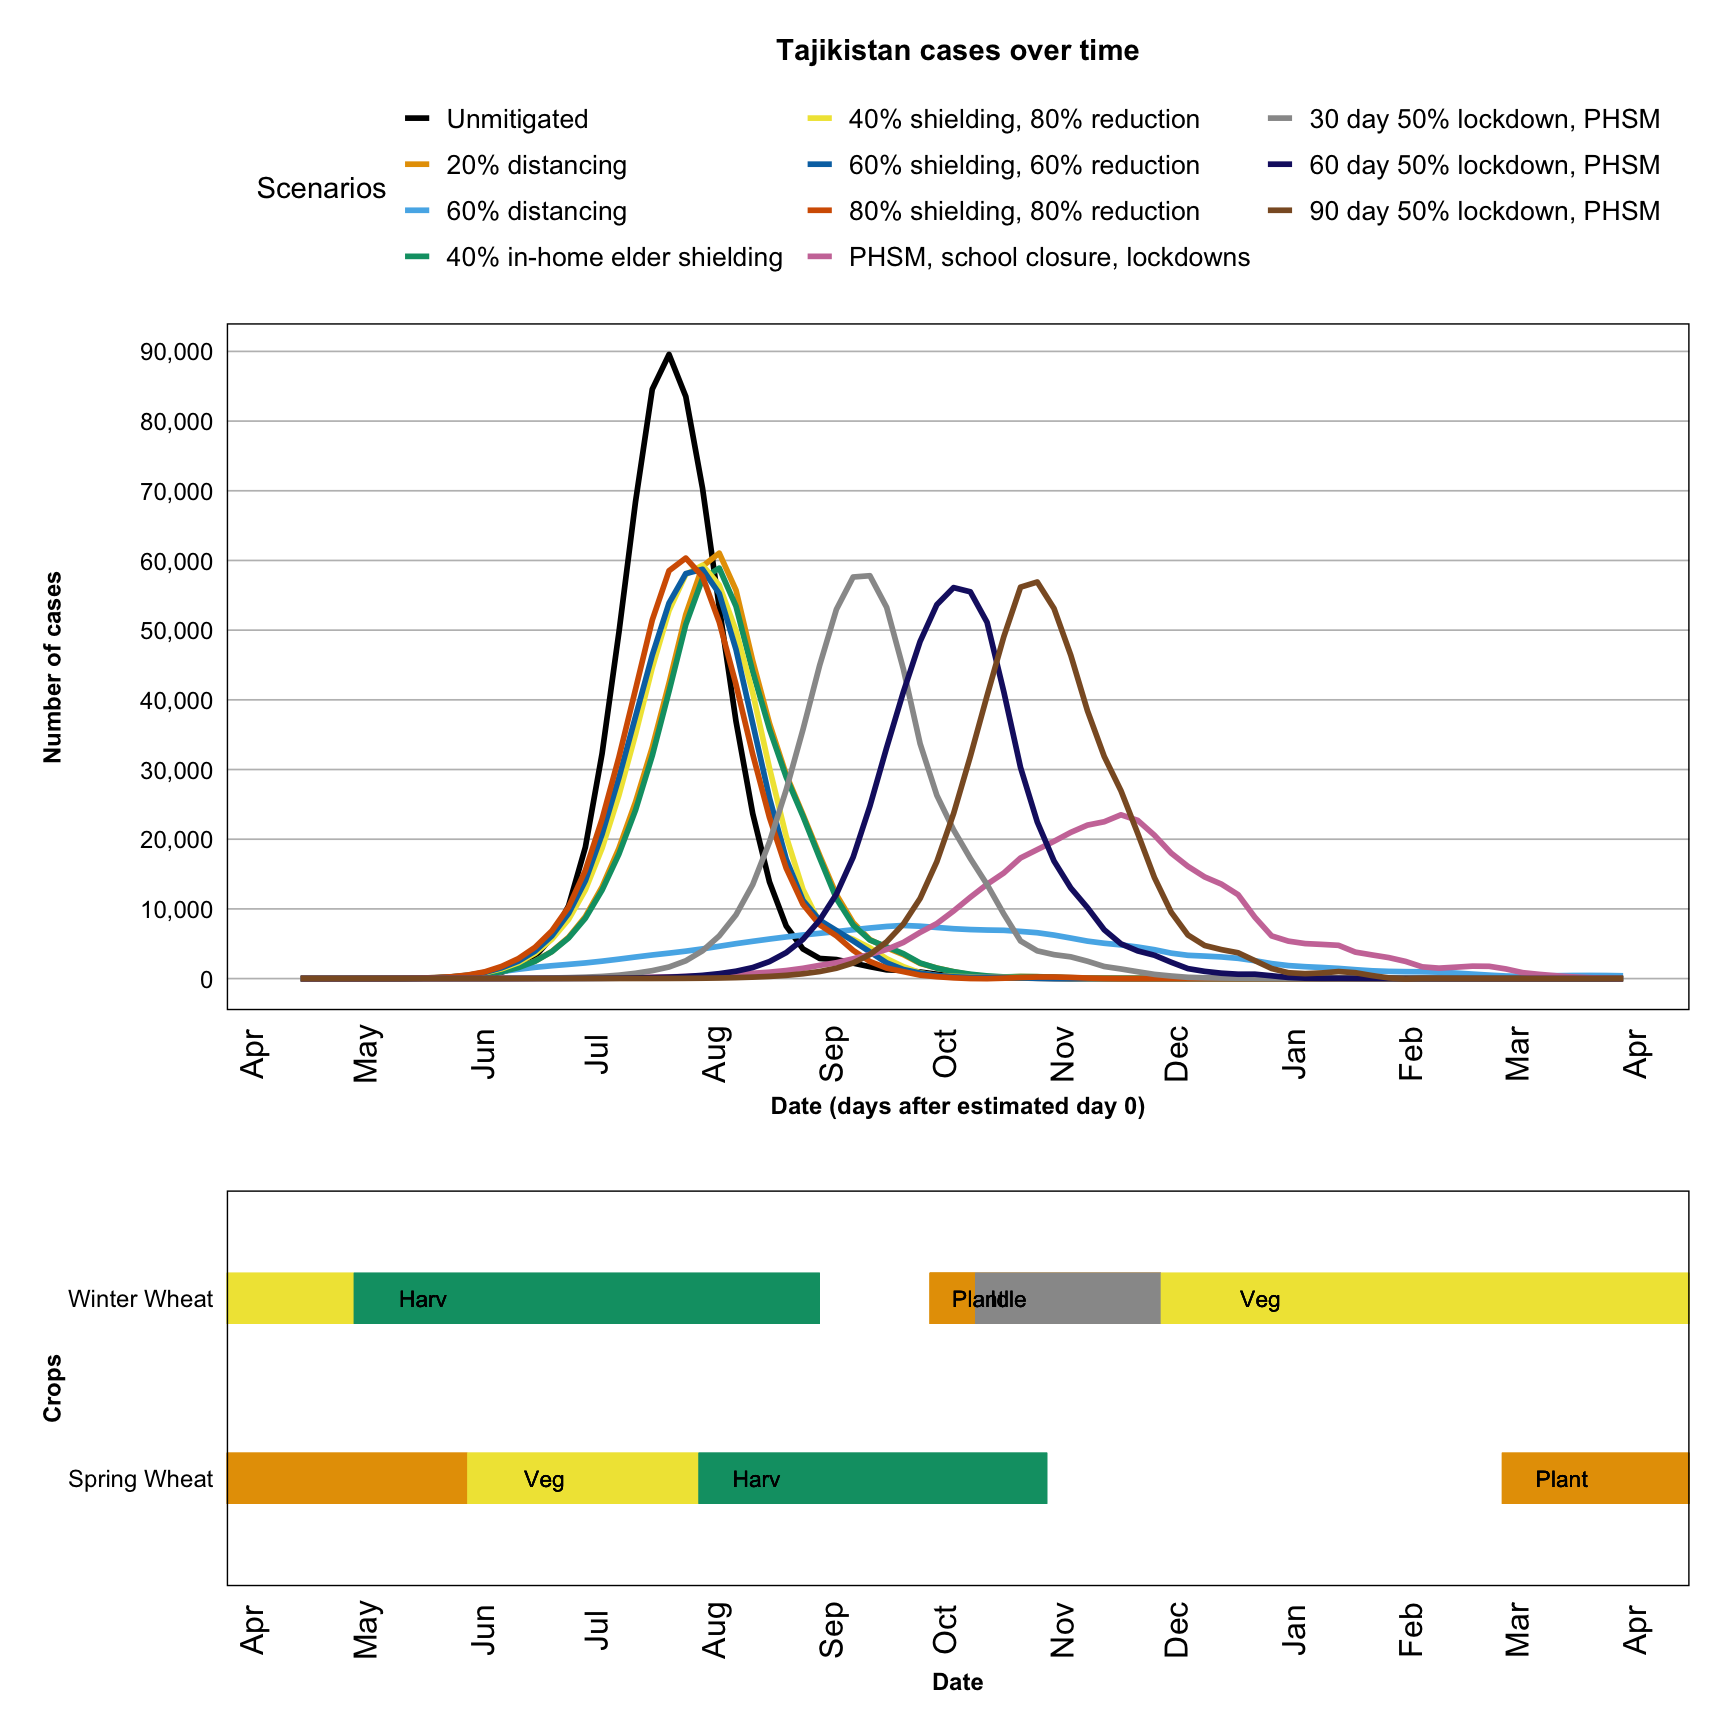 Tajikistan cases over time
Scenarios
Unmitigated
20% distancing
60% distancing
40% in-home elder shielding
40% shielding, 80% reduction
60% shielding, 60% reduction
80% shielding, 80% reduction
PHSM, school closure, lockdowns
30 day 50% lockdown, PHSM
60 day 50% lockdown, PHSM
90 day 50% lockdown, PHSM
Number of cases
90,000
80,000
70,000
60,000
50,000
40,000
30,000
20,000
10,000
0
Apr May Jun Jul Aug Sep Oct Nov Dec Jan Feb Mar Apr
Date (days after estimated day 0)
Crops
Winter Wheat
Harv Plant Idle Veg
Spring Wheat
Veg Harv Plant
Apr May Jun Jul Aug Sep Oct Nov Dec Jan Feb Mar Apr
Date